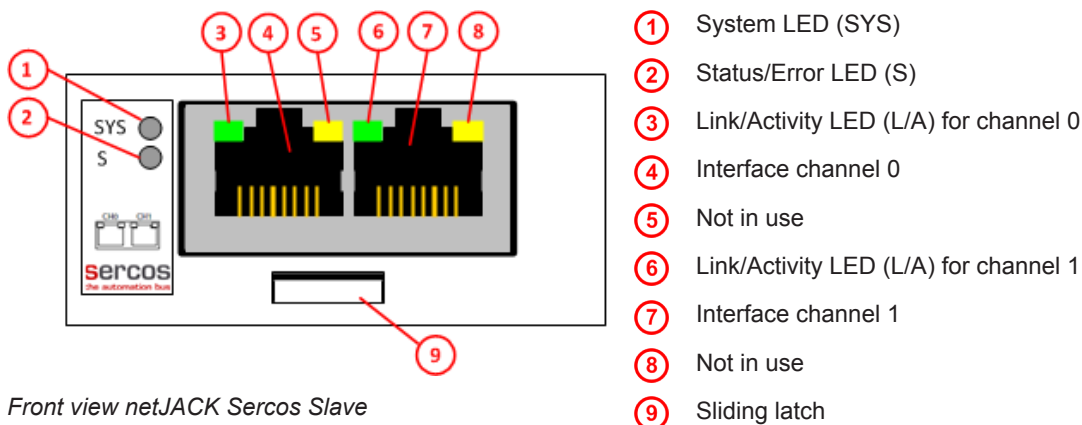 3 4 5 6 7 8
1
2
SYS
S
CH0 CH1
sercos
the automation bus
9
Front view netJACK Sercos Slave
1 System LED (SYS)
2 Status/Error LED (S)
3 Link/Activity LED (L/A) for channel 0
4 Interface channel 0
5 Not in use
6 Link/Activity LED (L/A) for channel 1
7 Interface channel 1
8 Not in use
9 Sliding latch